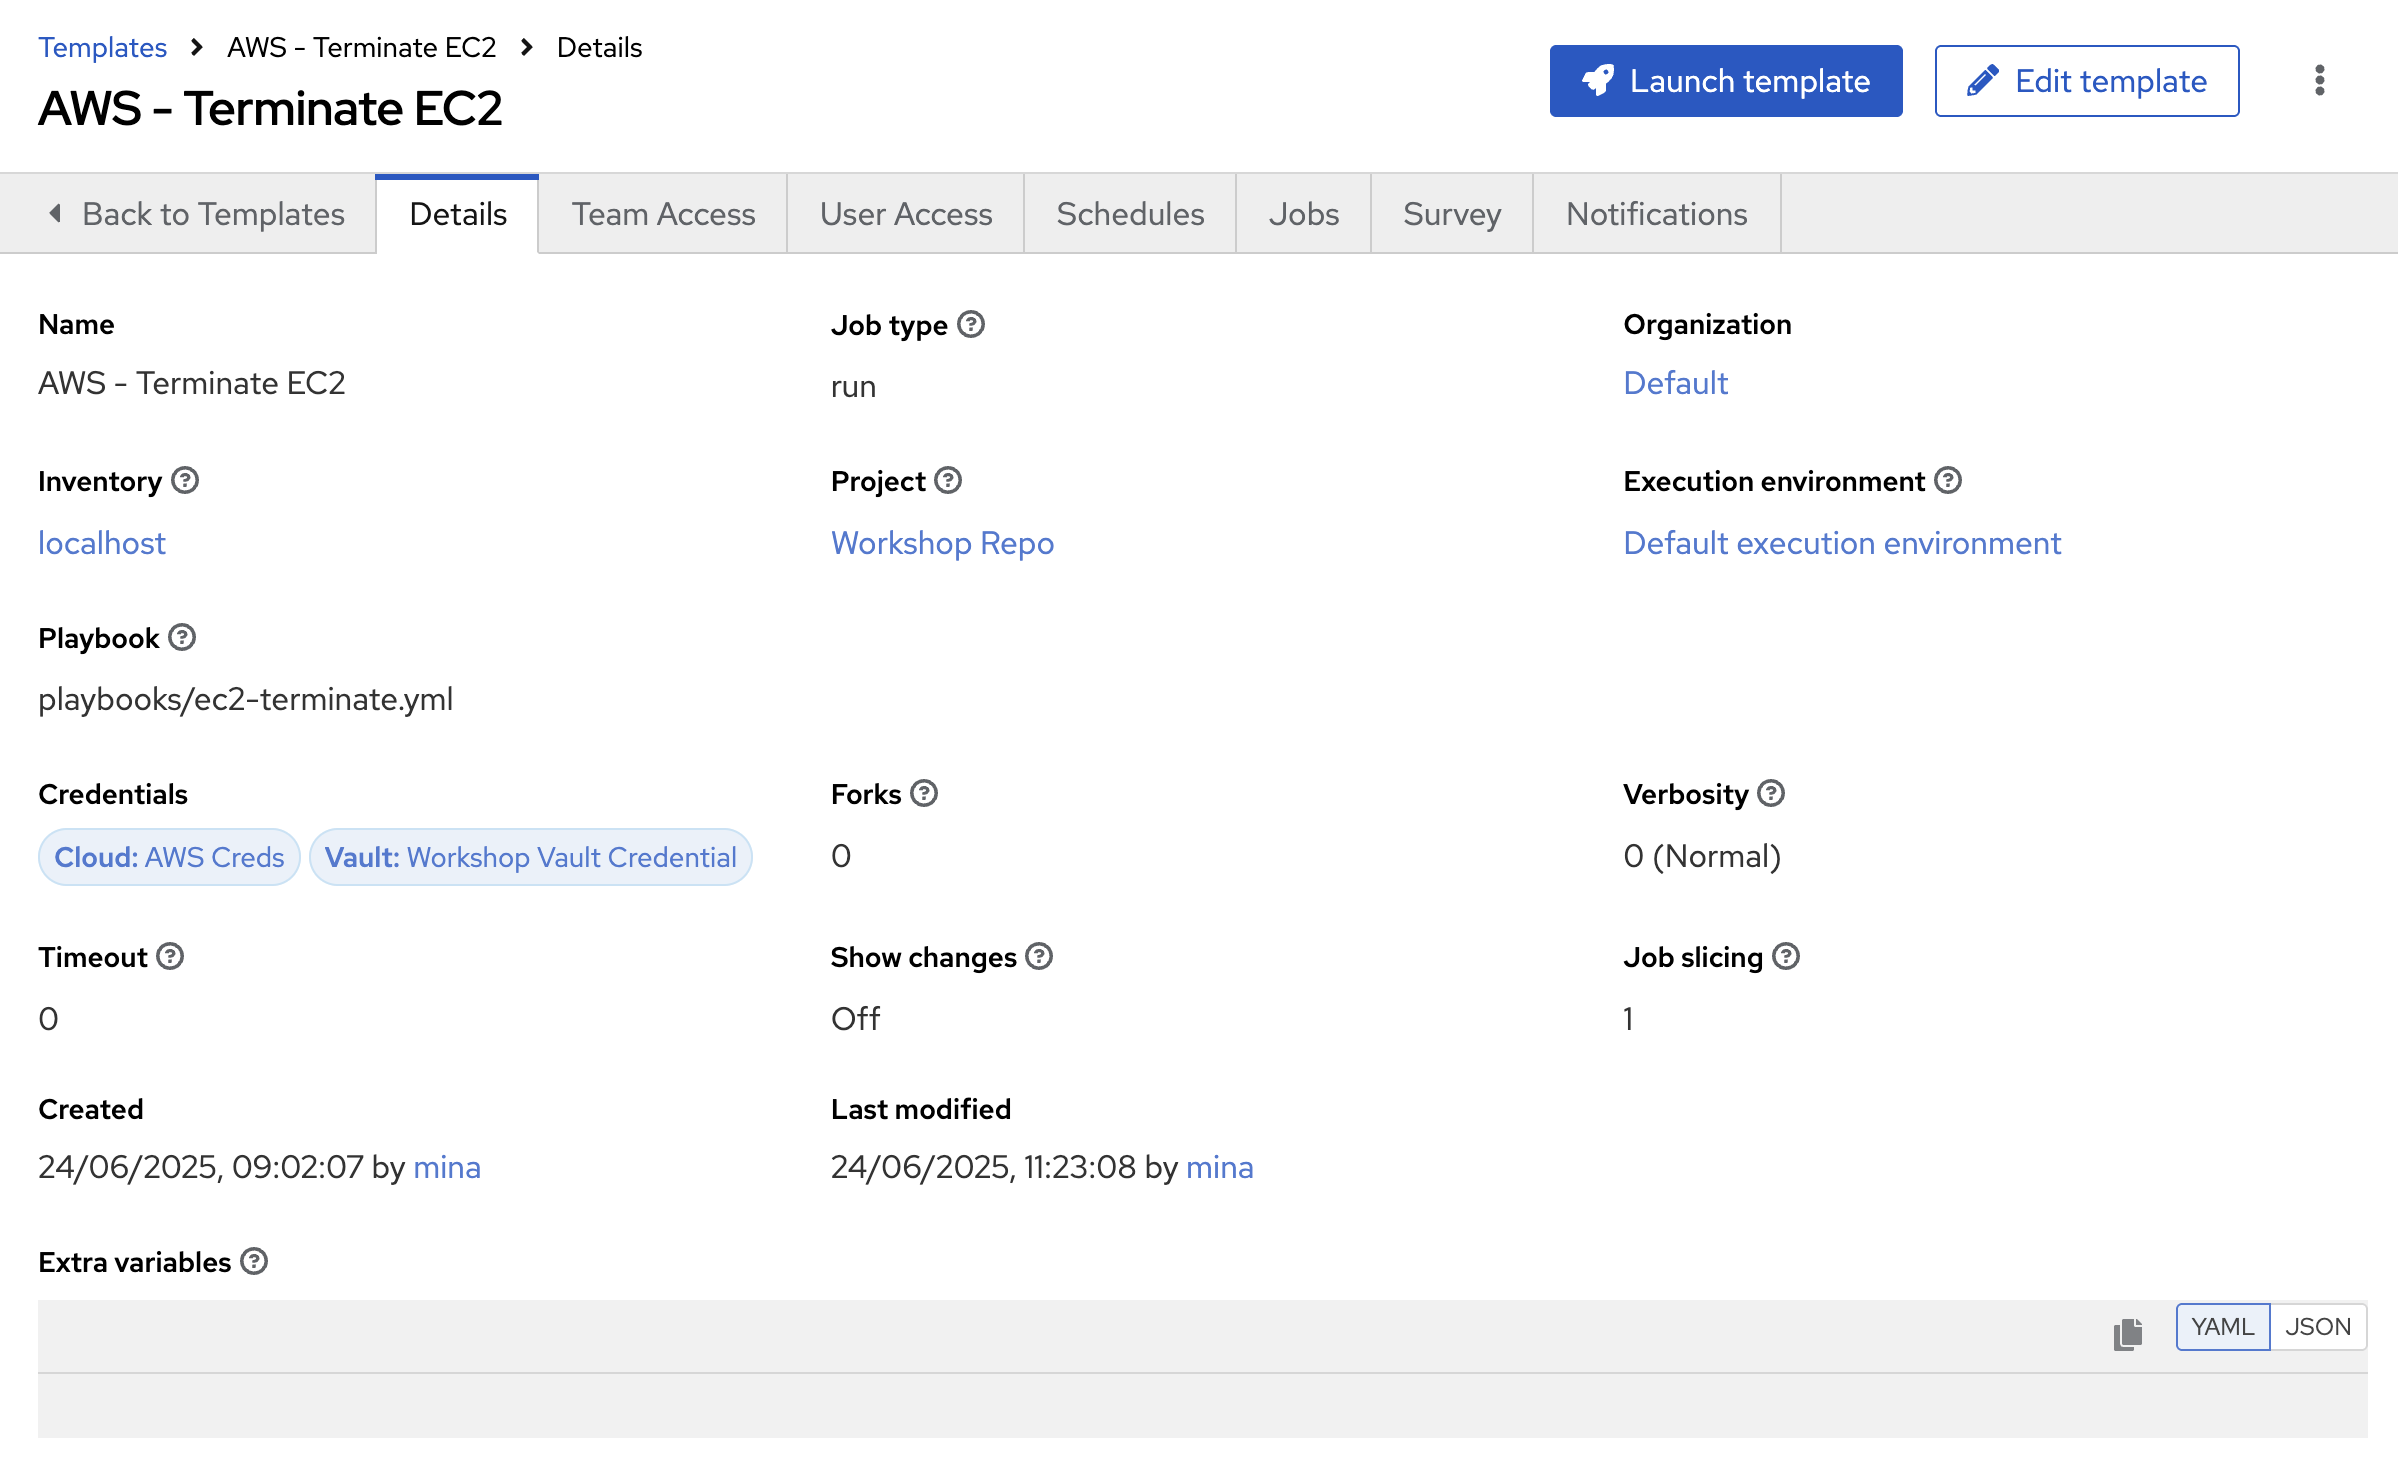 Templates > AWS - Terminate EC2 > Details
AWS - Terminate EC2
Launch template
Edit template
Back to Templates
Details
Team Access
User Access
Schedules
Jobs
Survey
Notifications
Name
AWS - Terminate EC2
Job type
run
Organization
Default
Inventory
localhost
Project
Workshop Repo
Execution environment
Default execution environment
Playbook
playbooks/ec2-terminate.yml
Credentials
Cloud: AWS Creds
Vault: Workshop Vault Credential
Forks
0
Verbosity
0 (Normal)
Timeout
0
Show changes
Off
Job slicing
1
Created
24/06/2025, 09:02:07 by mina
Last modified
24/06/2025, 11:23:08 by mina
Extra variables
YAML
JSON